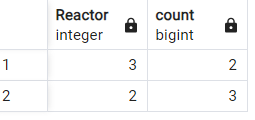 Reactor count
integer bigint
1 3 2
2 2 3